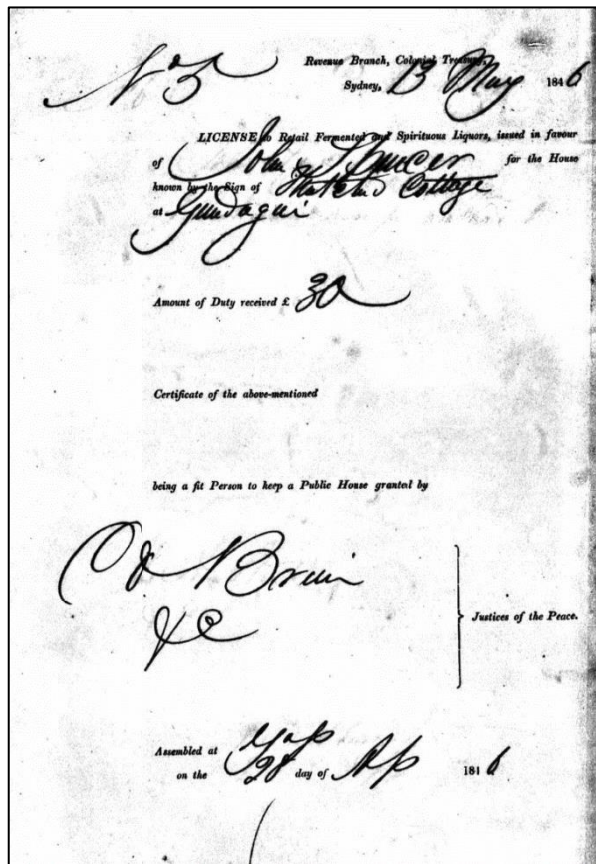 No 5
Revenue Branch, Colonial Treasury,
Sydney, 13 May 1846
LICENSE to Retail Fermented and Spirituous Liquors, issued in favour
of John Spencer for the House
known by the Sign of Cottage
at Gundagai
Amount of Duty received £ 30
Certificate of the above-mentioned
being a fit Person to keep a Public House granted by
O'Brien
&c
Justices of the Peace.
Assembled at Yass
on the 28 day of Ap 1846